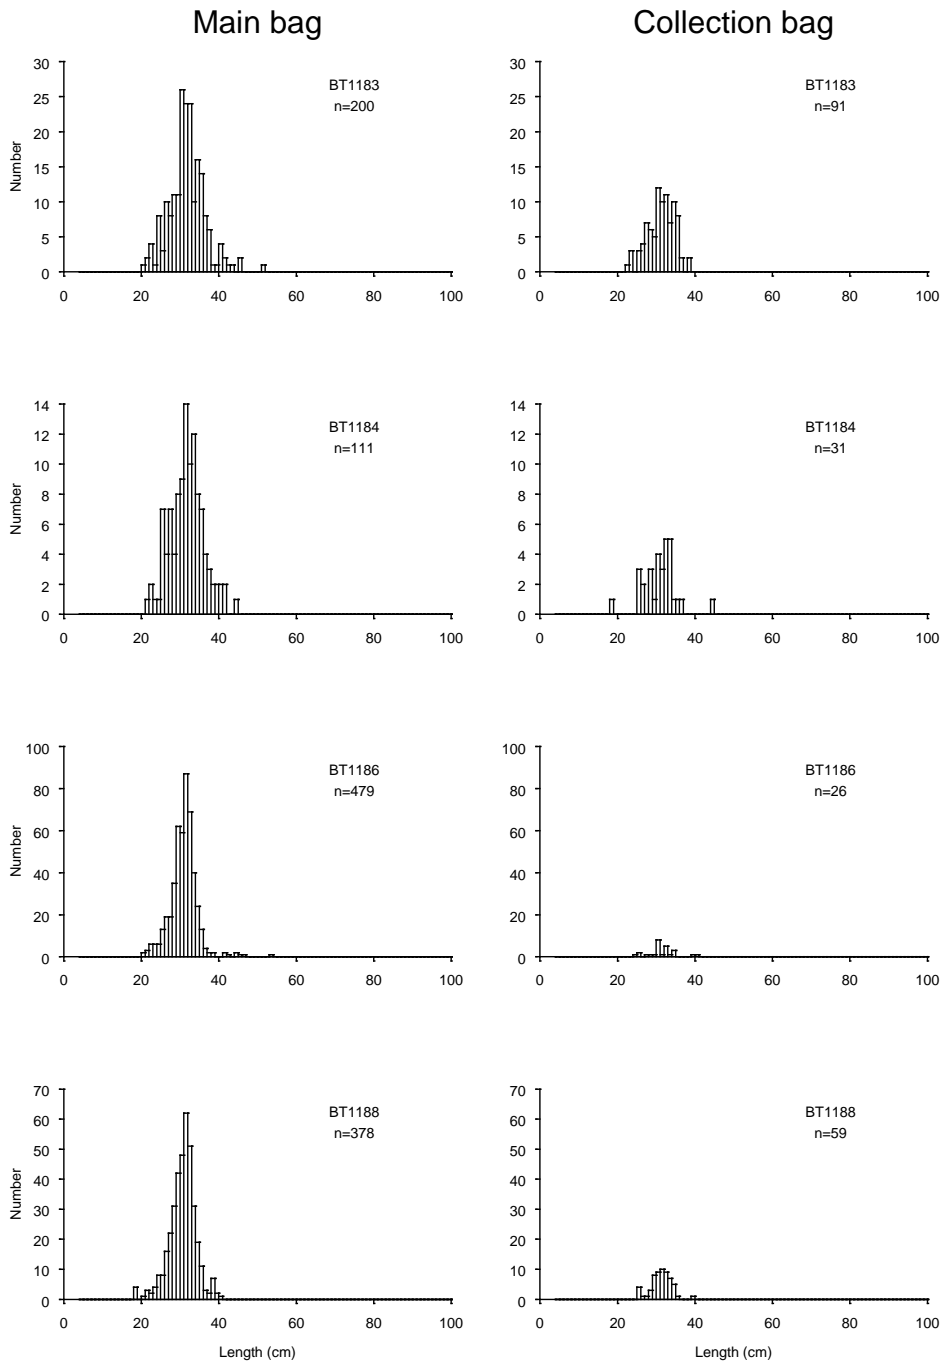 Main bag
Collection bag
30
25
20
15
10
5
0
Number
BT1183
n=200
0 20 40 60 80 100
30
25
20
15
10
5
0
BT1183
n=91
0 20 40 60 80 100
14
12
10
8
6
4
2
0
Number
BT1184
n=111
0 20 40 60 80 100
14
12
10
8
6
4
2
0
BT1184
n=31
0 20 40 60 80 100
100
80
60
40
20
0
Number
BT1186
n=479
0 20 40 60 80 100
100
80
60
40
20
0
BT1186
n=26
0 20 40 60 80 100
70
60
50
40
30
20
10
0
Number
BT1188
n=378
0 20 40 60 80 100
Length (cm)
70
60
50
40
30
20
10
0
BT1188
n=59
0 20 40 60 80 100
Length (cm)